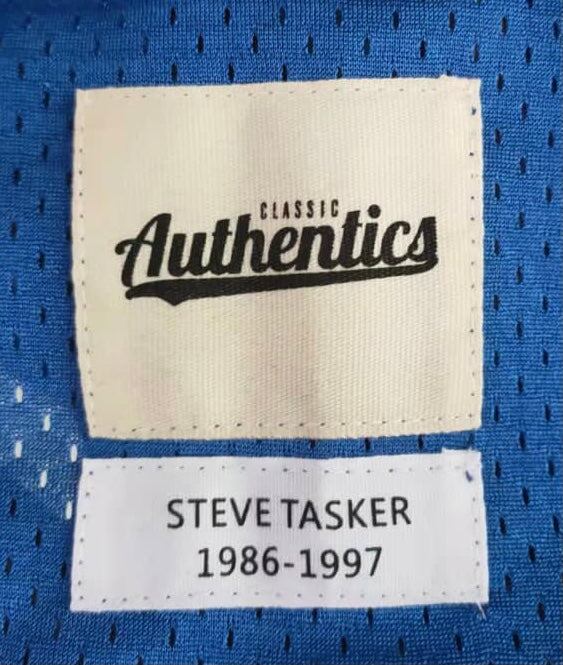 CLASSIC
Authentics
STEVE TASKER
1986-1997